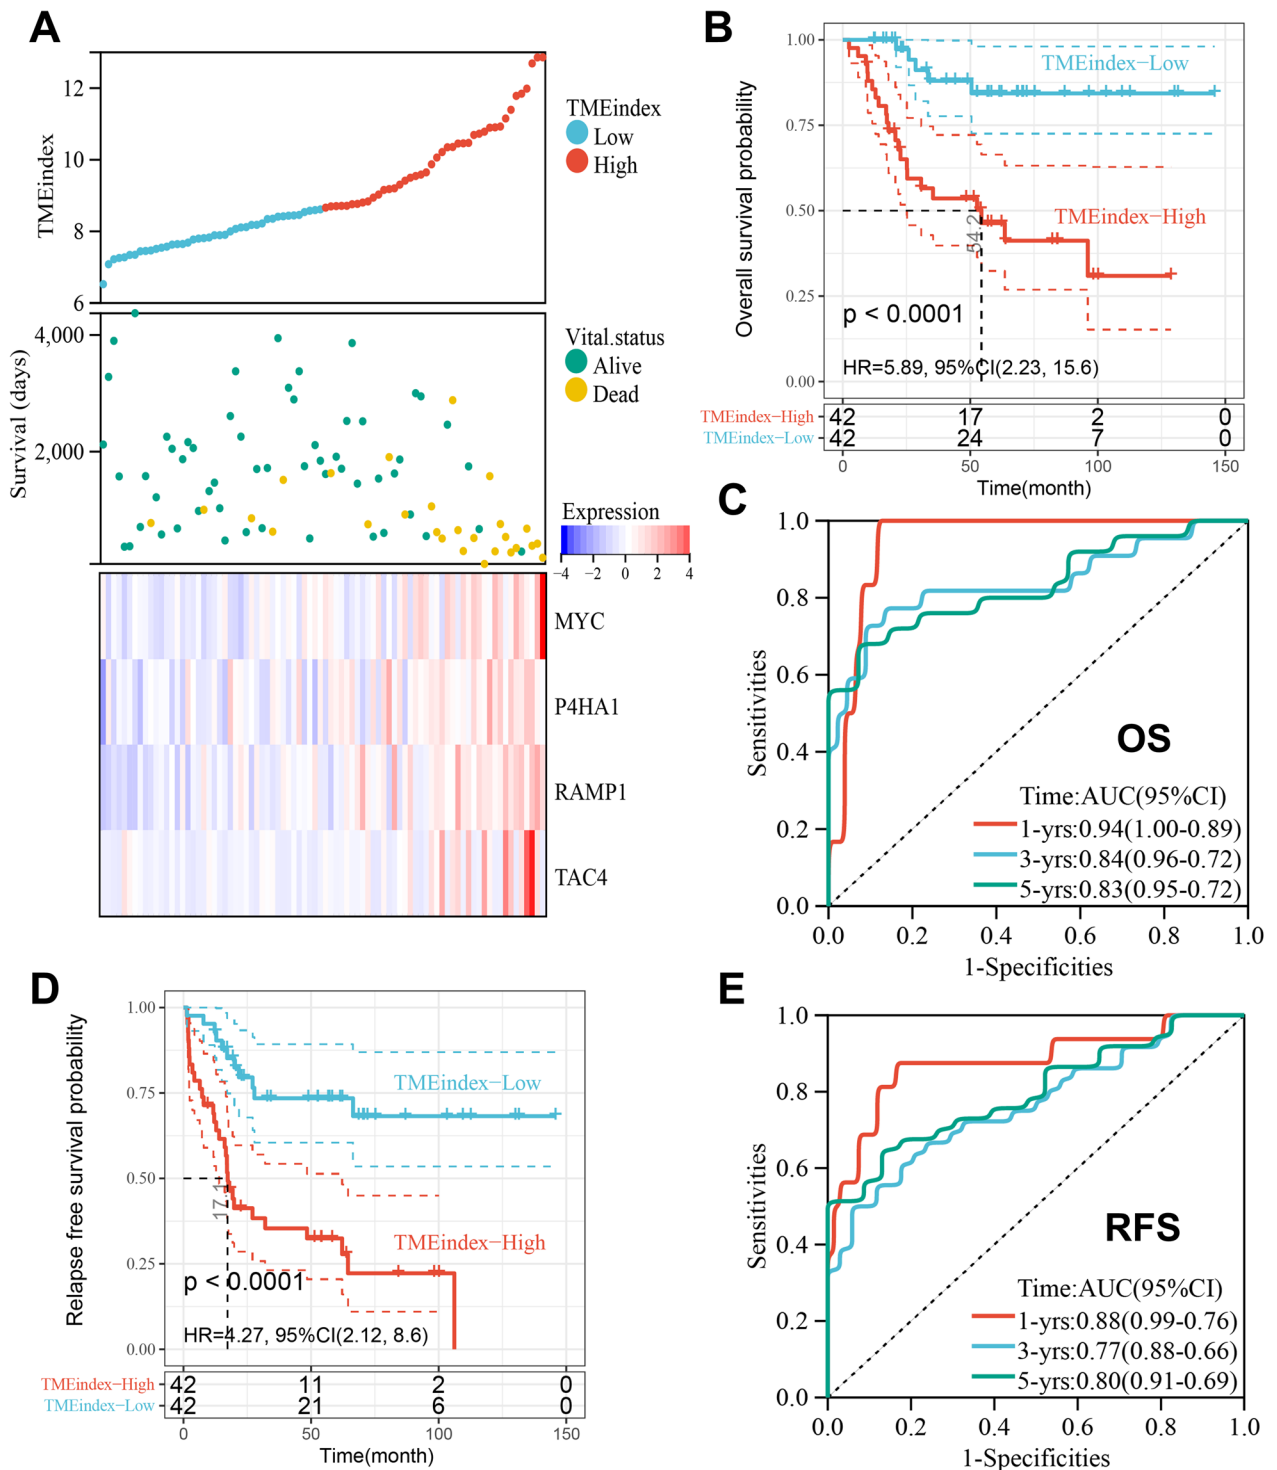 A
TMEindex
12
10
8
6
TMEindex
Low
High
Survival (days)
4,000
2,000
Vital.status
Alive
Dead
Expression
−4 −2 0 2 4
MYC
P4HA1
RAMP1
TAC4
B
Overall survival probability
1.00
0.75
0.50
0.25
0.00
TMEindex−Low
TMEindex−High
54.2
p < 0.0001
HR=5.89, 95%CI(2.23, 15.6)
TMEindex−High 42 17 2 0
TMEindex−Low 42 24 7 0
0 50 100 150
Time(month)
C
Sensitivities
1.0
0.8
0.6
0.4
0.2
0.0
OS
Time:AUC(95%CI)
1-yrs:0.94(1.00-0.89)
3-yrs:0.84(0.96-0.72)
5-yrs:0.83(0.95-0.72)
0.0 0.2 0.4 0.6 0.8 1.0
1-Specificities
D
Relapse free survival probability
1.00
0.75
0.50
0.25
0.00
TMEindex−Low
TMEindex−High
p < 0.0001
HR=4.27, 95%CI(2.12, 8.6)
TMEindex−High 42 11 2 0
TMEindex−Low 42 21 6 0
0 50 100 150
Time(month)
E
Sensitivities
1.0
0.8
0.6
0.4
0.2
0.0
RFS
Time:AUC(95%CI)
1-yrs:0.88(0.99-0.76)
3-yrs:0.77(0.88-0.66)
5-yrs:0.80(0.91-0.69)
0.0 0.2 0.4 0.6 0.8 1.0
1-Specificities